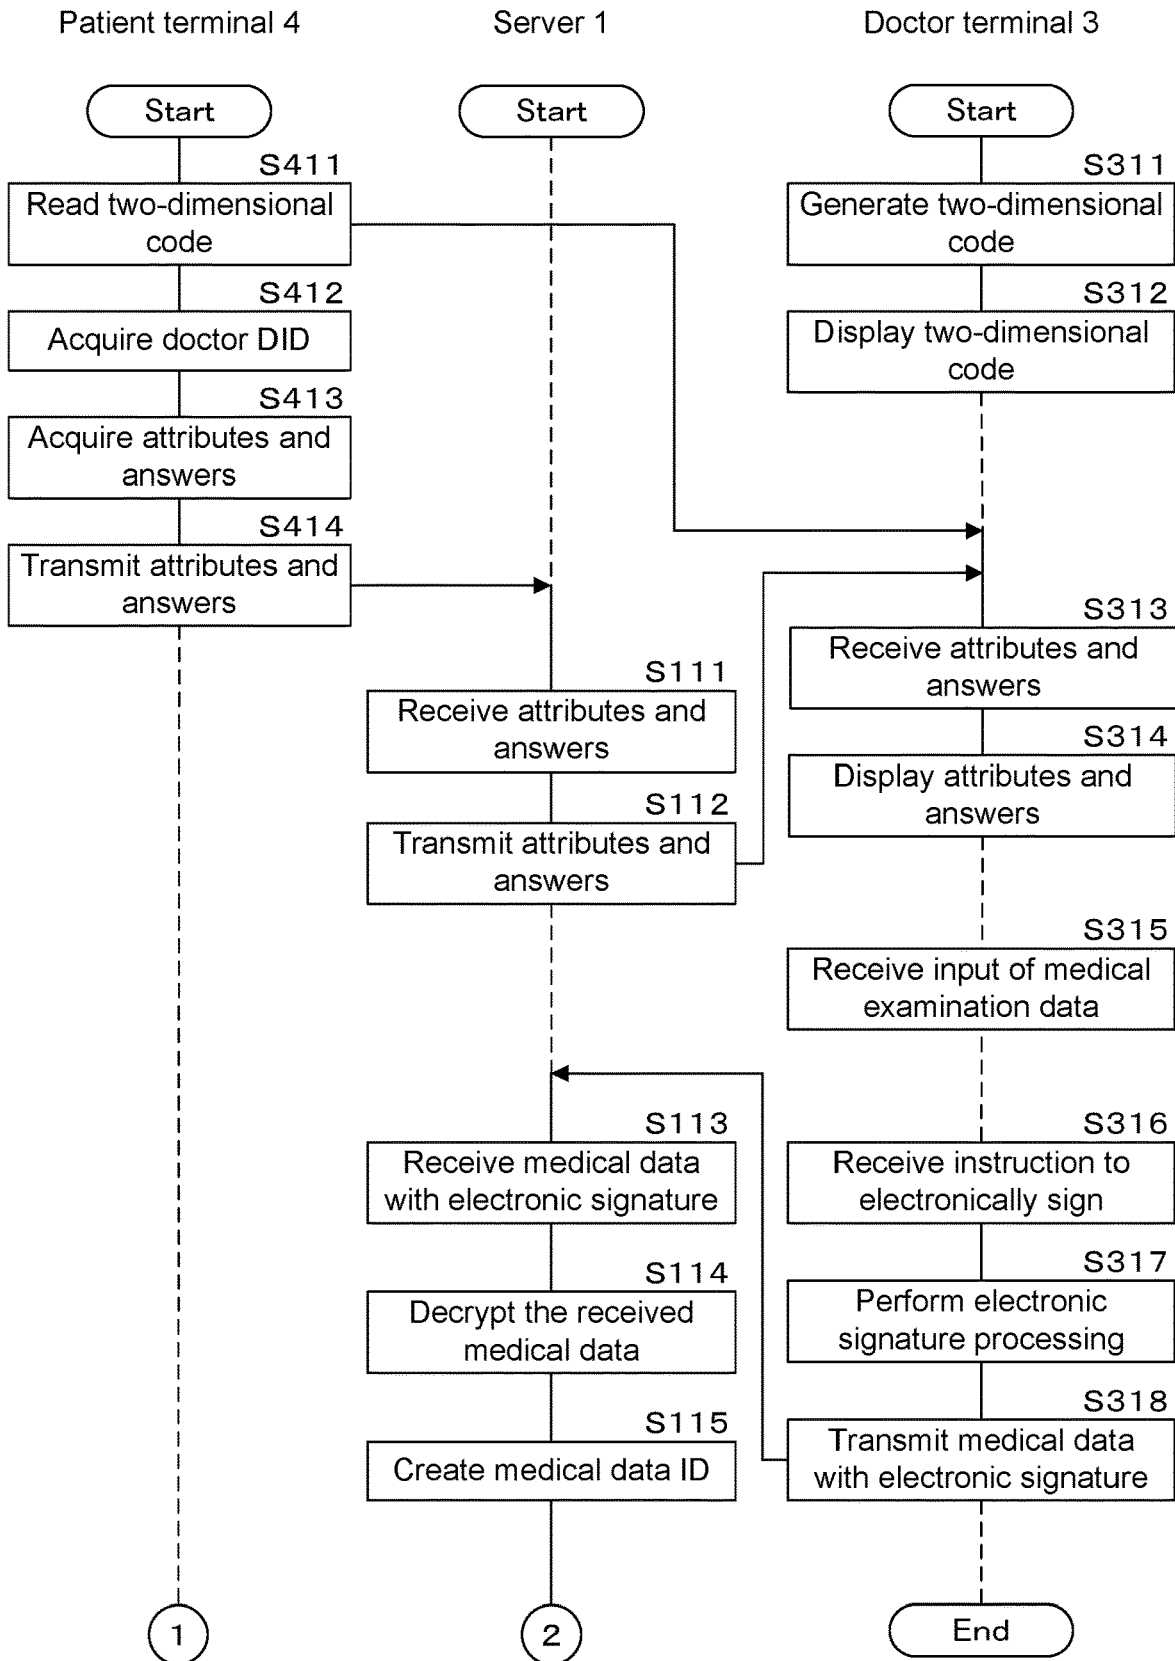 Patient terminal 4
Server 1
Doctor terminal 3
Start
Start
Start
S411
Read two-dimensional
code
S412
Acquire doctor DID
S413
Acquire attributes and
answers
S414
Transmit attributes and
answers
1
S111
Receive attributes and
answers
S112
Transmit attributes and
answers
S113
Receive medical data
with electronic signature
S114
Decrypt the received
medical data
S115
Create medical data ID
2
S311
Generate two-dimensional
code
S312
Display two-dimensional
code
S313
Receive attributes and
answers
S314
Display attributes and
answers
S315
Receive input of medical
examination data
S316
Receive instruction to
electronically sign
S317
Perform electronic
signature processing
S318
Transmit medical data
with electronic signature
End